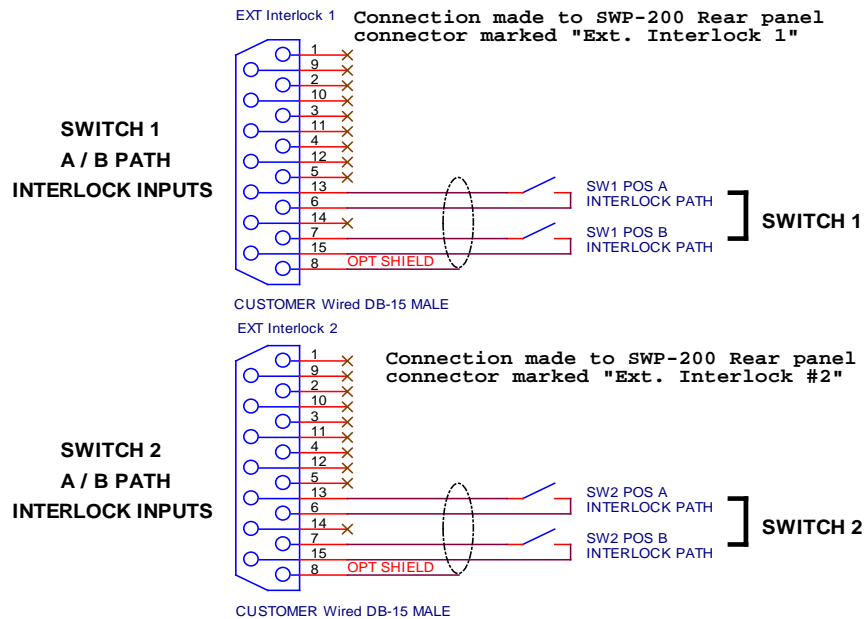 EXT Interlock 1
Connection made to SWP-200 Rear panel
connector marked "Ext. Interlock 1"
1
9
2
10
3
11
4
12
5
13
6
14
7
15
8
OPT SHIELD
SWITCH 1
A / B PATH
INTERLOCK INPUTS
SW1 POS A
INTERLOCK PATH
SW1 POS B
INTERLOCK PATH
SWITCH 1
CUSTOMER Wired DB-15 MALE
EXT Interlock 2
Connection made to SWP-200 Rear panel
connector marked "Ext. Interlock #2"
1
9
2
10
3
11
4
12
5
13
6
14
7
15
8
OPT SHIELD
SWITCH 2
A / B PATH
INTERLOCK INPUTS
SW2 POS A
INTERLOCK PATH
SW2 POS B
INTERLOCK PATH
SWITCH 2
CUSTOMER Wired DB-15 MALE